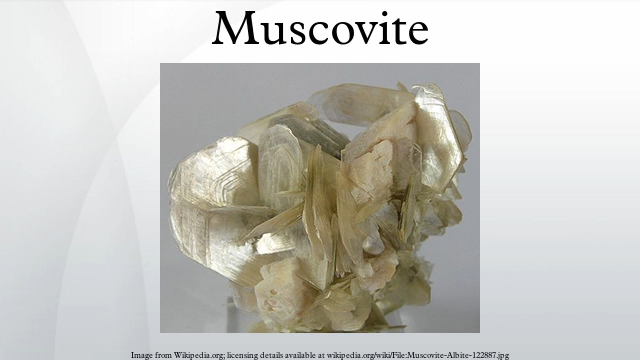 Muscovite
Image from Wikipedia.org; licensing details available at wikipedia.org/wiki/File:Muscovite-Albite-122887.jpg